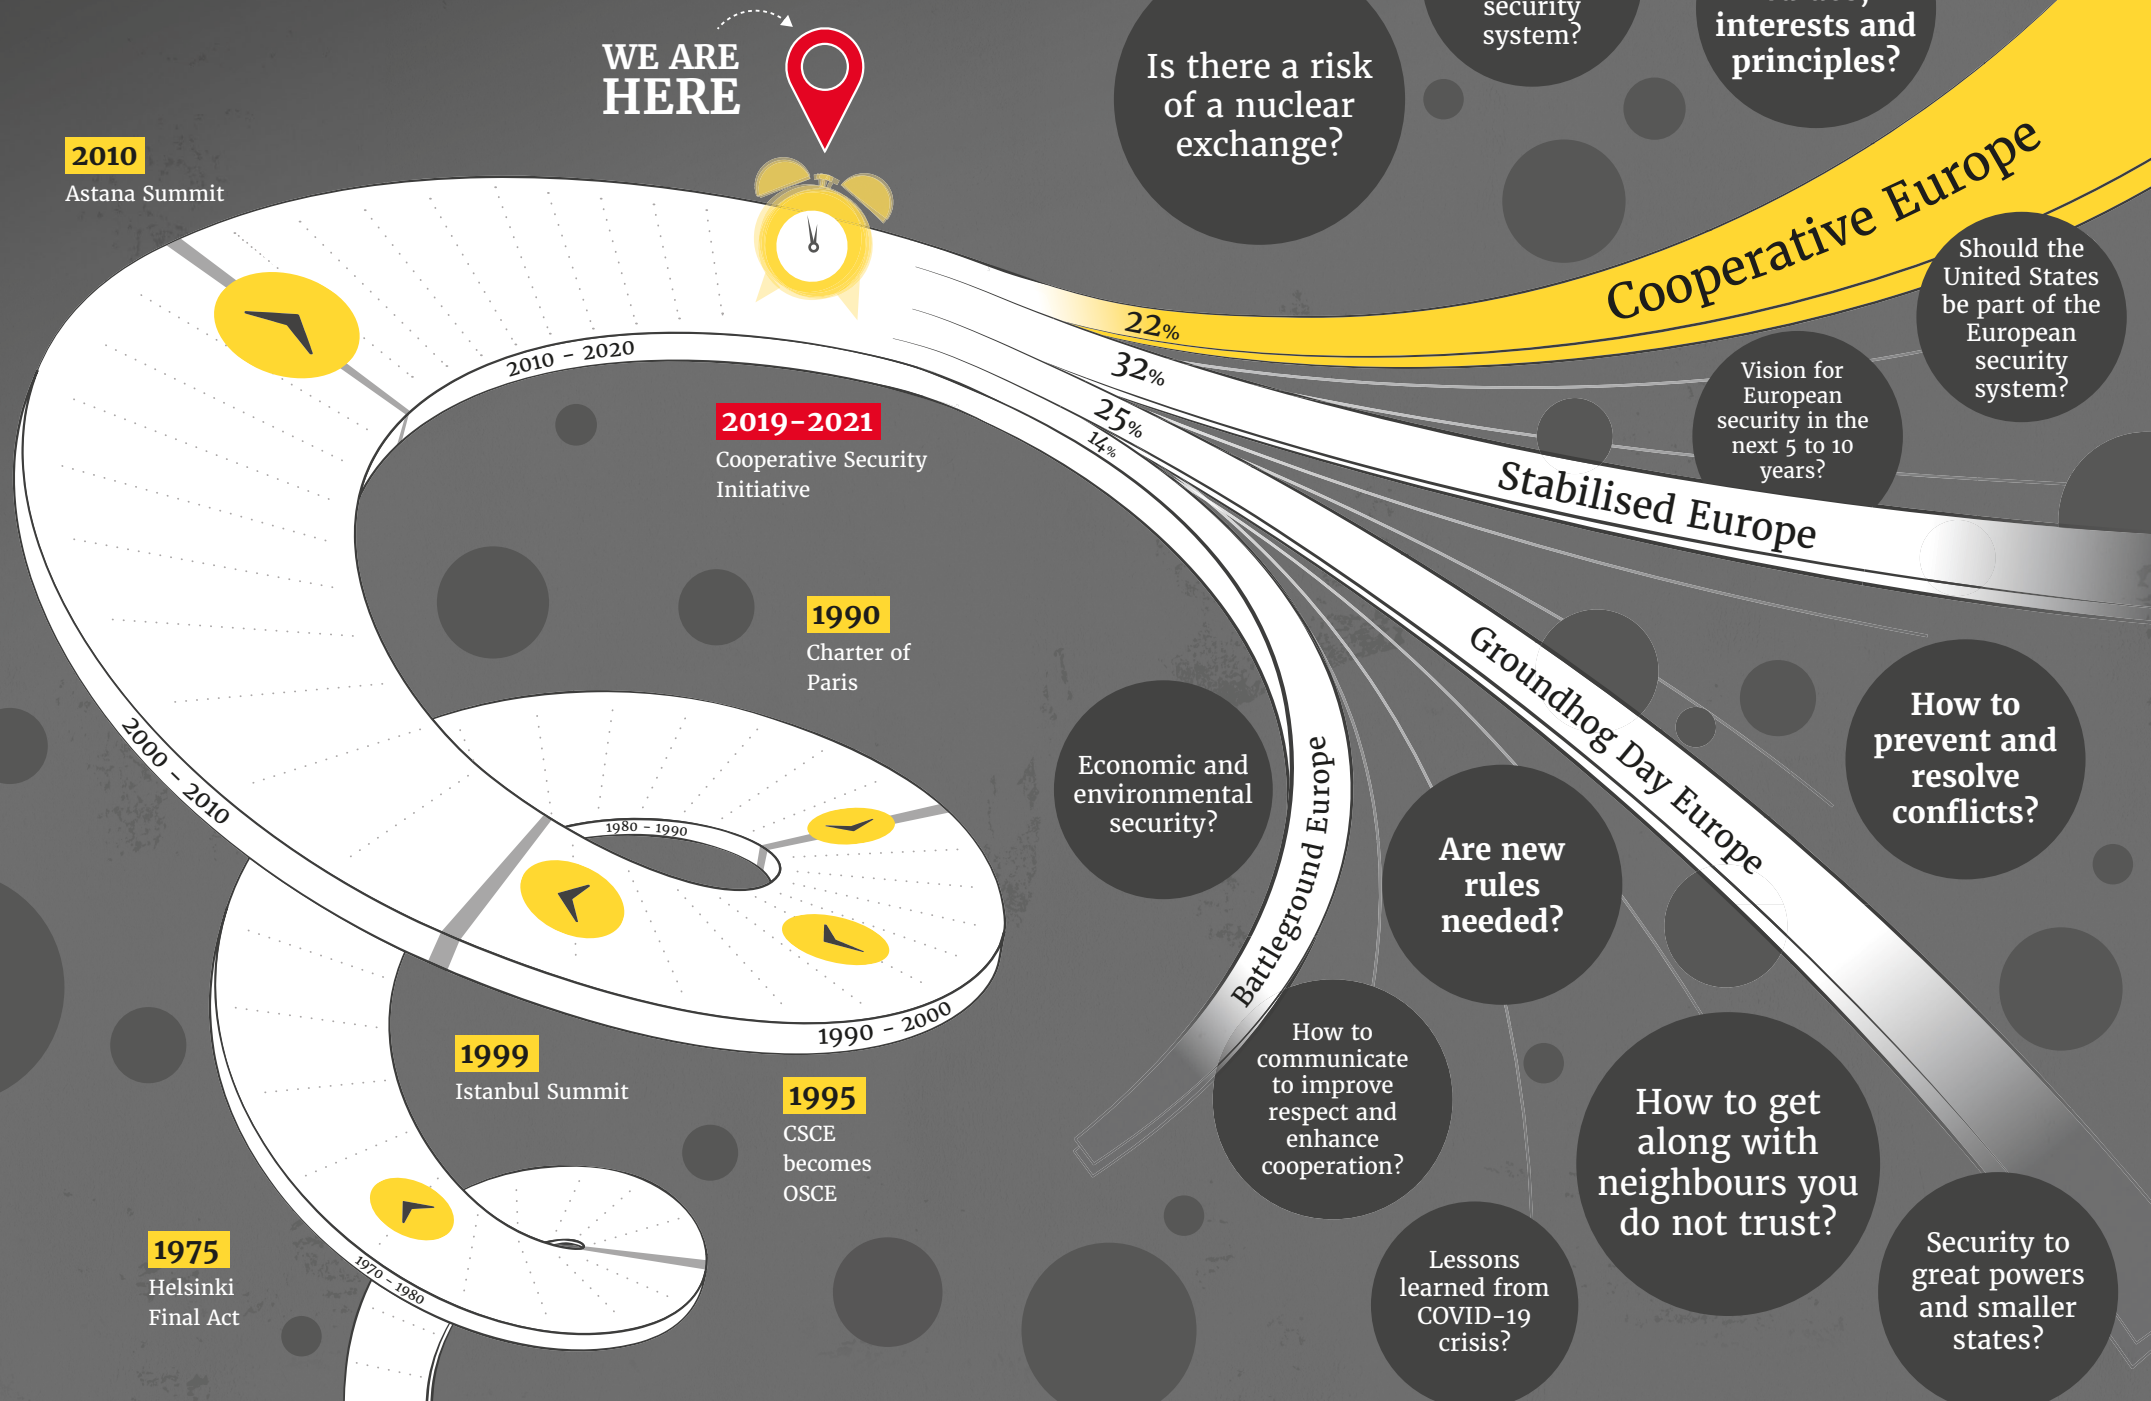 WE ARE
HERE
2010
Astana Summit
security
system?
interests and
principles?
Is there a risk
of a nuclear
exchange?
Cooperative Europe
Should the
United States
be part of the
European
security
system?
22%
32%
25%
14%
2010 - 2020
Vision for
European
security in the
next 5 to 10
years?
2019-2021
Cooperative Security
Initiative
Stabilised Europe
1990
Charter of
Paris
Groundhog Day Europe
How to
prevent and
resolve
conflicts?
2000 - 2010
1980 - 1990
Economic and
environmental
security?
Battleground Europe
Are new
rules
needed?
1990 - 2000
1999
Istanbul Summit
1995
CSCE
becomes
OSCE
How to
communicate
to improve
respect and
enhance
cooperation?
How to get
along with
neighbours you
do not trust?
1975
Helsinki
Final Act
1970 - 1980
Lessons
learned from
COVID-19
crisis?
Security to
great powers
and smaller
states?